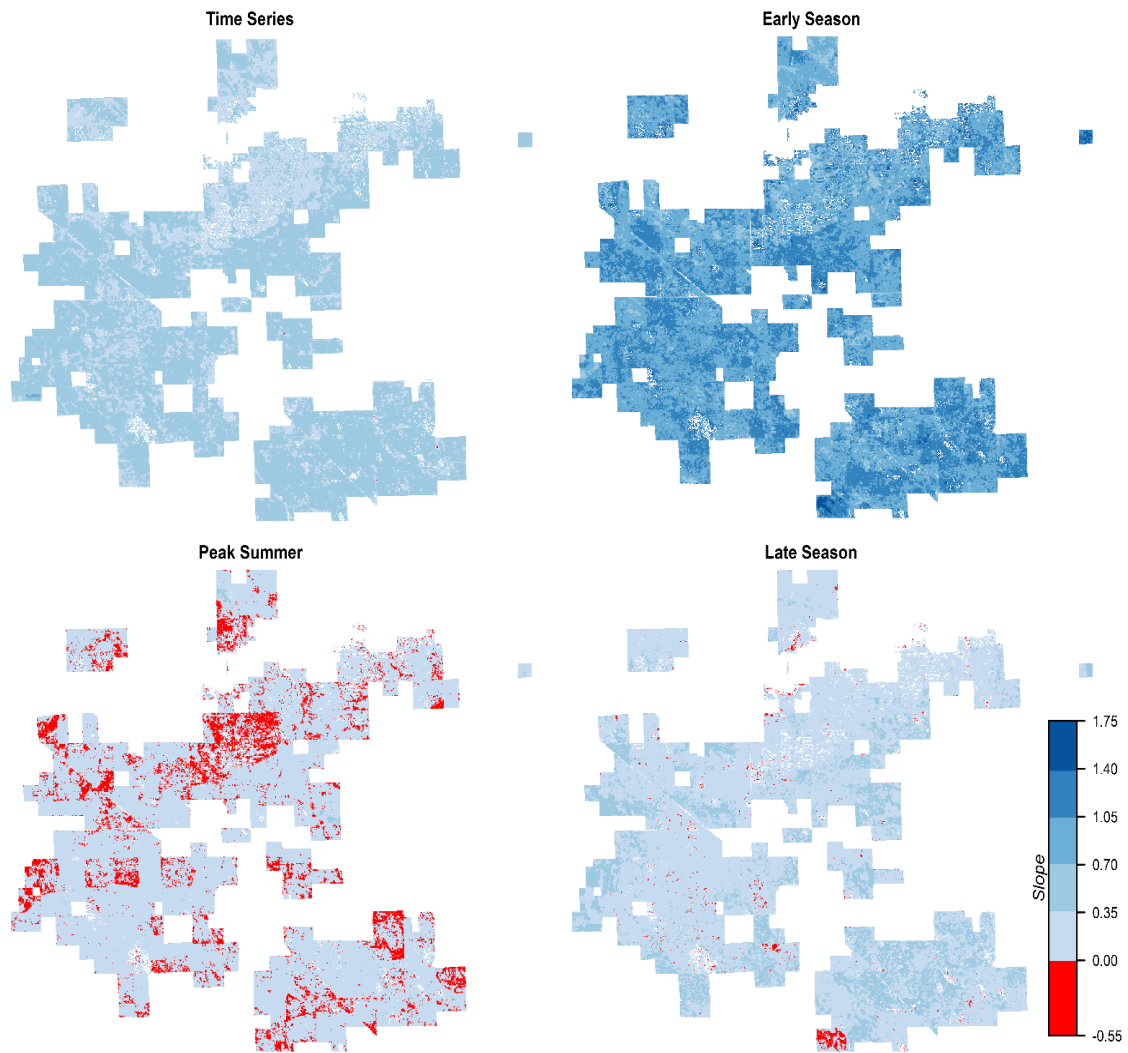 Time Series
Early Season
Peak Summer
Late Season
Slope
1.75
1.40
1.05
0.70
0.35
0.00
-0.55